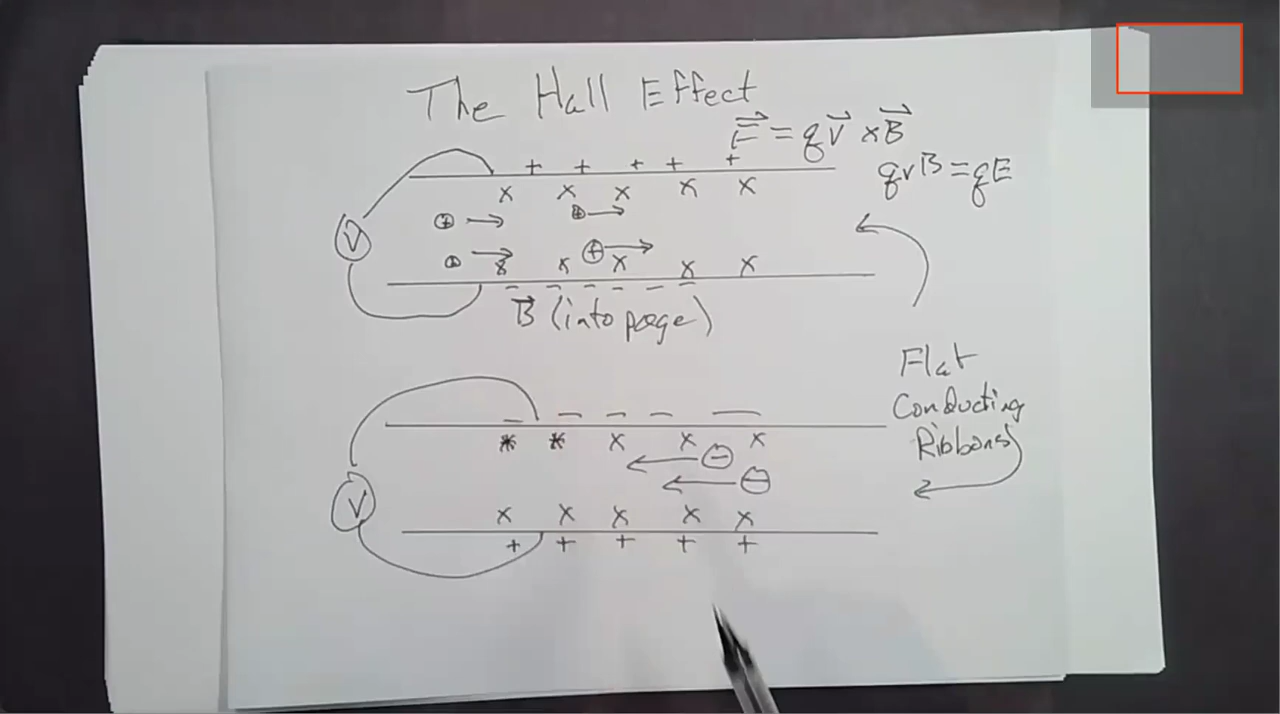 The Hall Effect
F = qv × B
+ + + + +
qvB = qE
x x x x x
⊕ → ⊕ →
V
⊕ → ⊕ →
x x x x x
- - - - - -
B (into page)
Flat
Conducting
Ribbons
- - - - -
x x x x x
← ⊖
← ⊖
V
x x x x x
+ + + + +